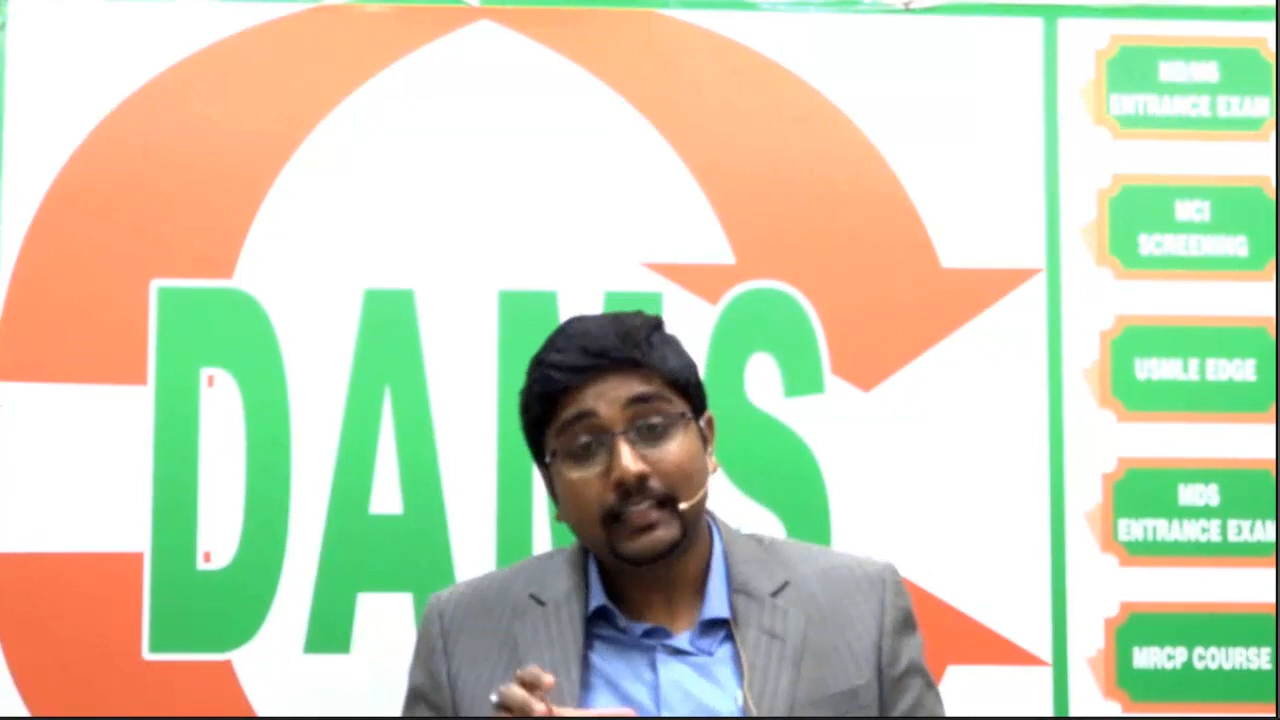 DAMS
MD/MS
ENTRANCE EXAM
MCI
SCREENING
USMLE EDGE
MDS
ENTRANCE EXAM
MRCP COURSE